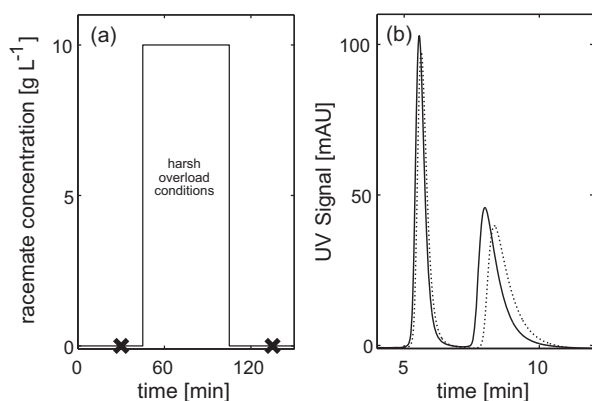 (a)
racemate concentration [g L-1]
10
5
0
harsh
overload
conditions
0
60
120
time [min]
(b)
UV Signal [mAU]
100
50
0
5
10
time [min]